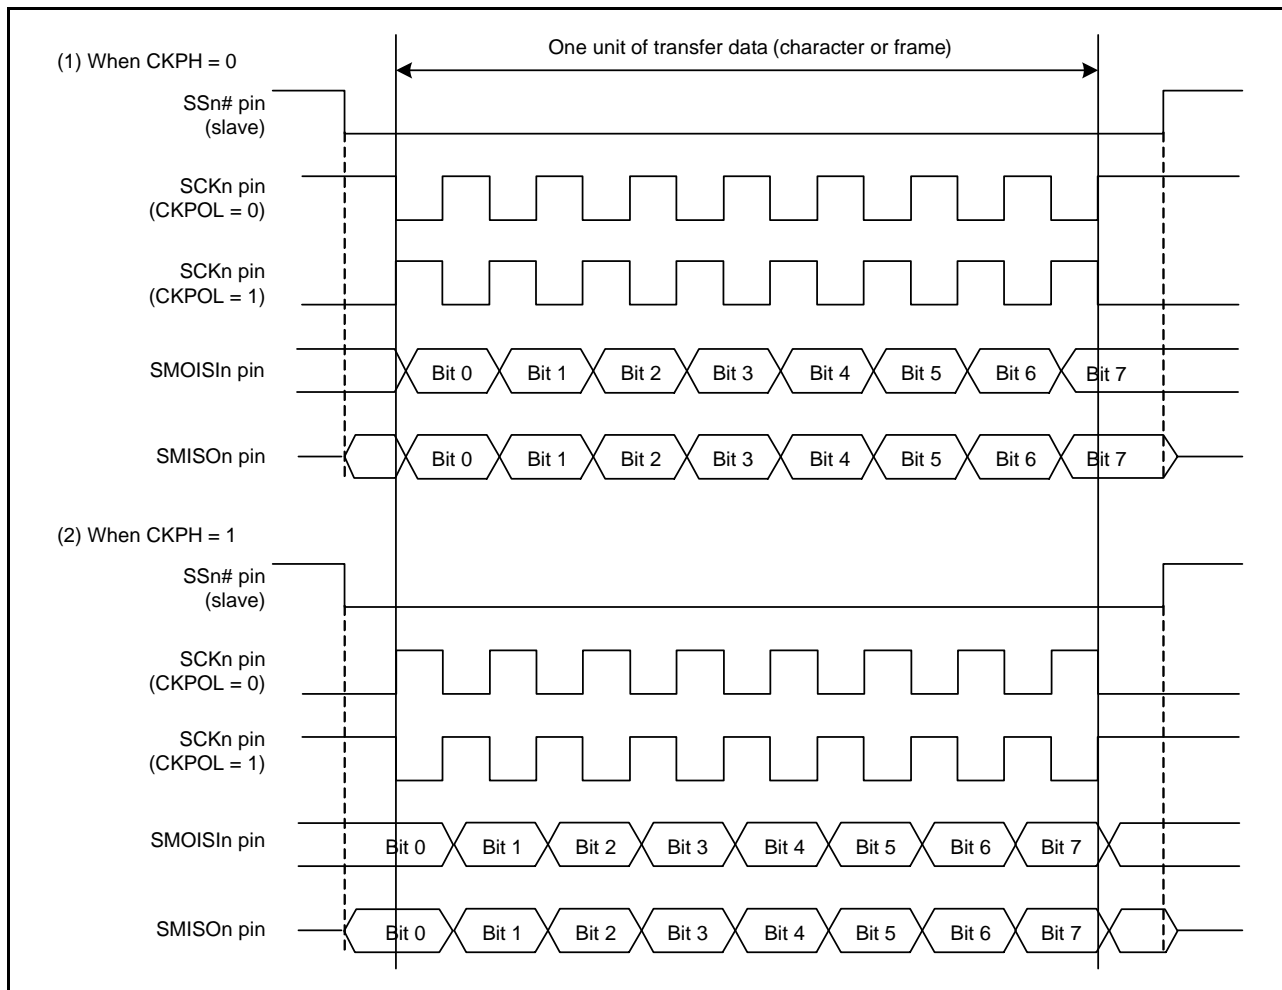 One unit of transfer data (character or frame)
(1) When CKPH = 0
SSn# pin
(slave)
SCKn pin
(CKPOL = 0)
SCKn pin
(CKPOL = 1)
SMOISIn pin
Bit 0 Bit 1 Bit 2 Bit 3 Bit 4 Bit 5 Bit 6 Bit 7
SMISOn pin
Bit 0 Bit 1 Bit 2 Bit 3 Bit 4 Bit 5 Bit 6 Bit 7
(2) When CKPH = 1
SSn# pin
(slave)
SCKn pin
(CKPOL = 0)
SCKn pin
(CKPOL = 1)
SMOISIn pin
Bit 0 Bit 1 Bit 2 Bit 3 Bit 4 Bit 5 Bit 6 Bit 7
SMISOn pin
Bit 0 Bit 1 Bit 2 Bit 3 Bit 4 Bit 5 Bit 6 Bit 7